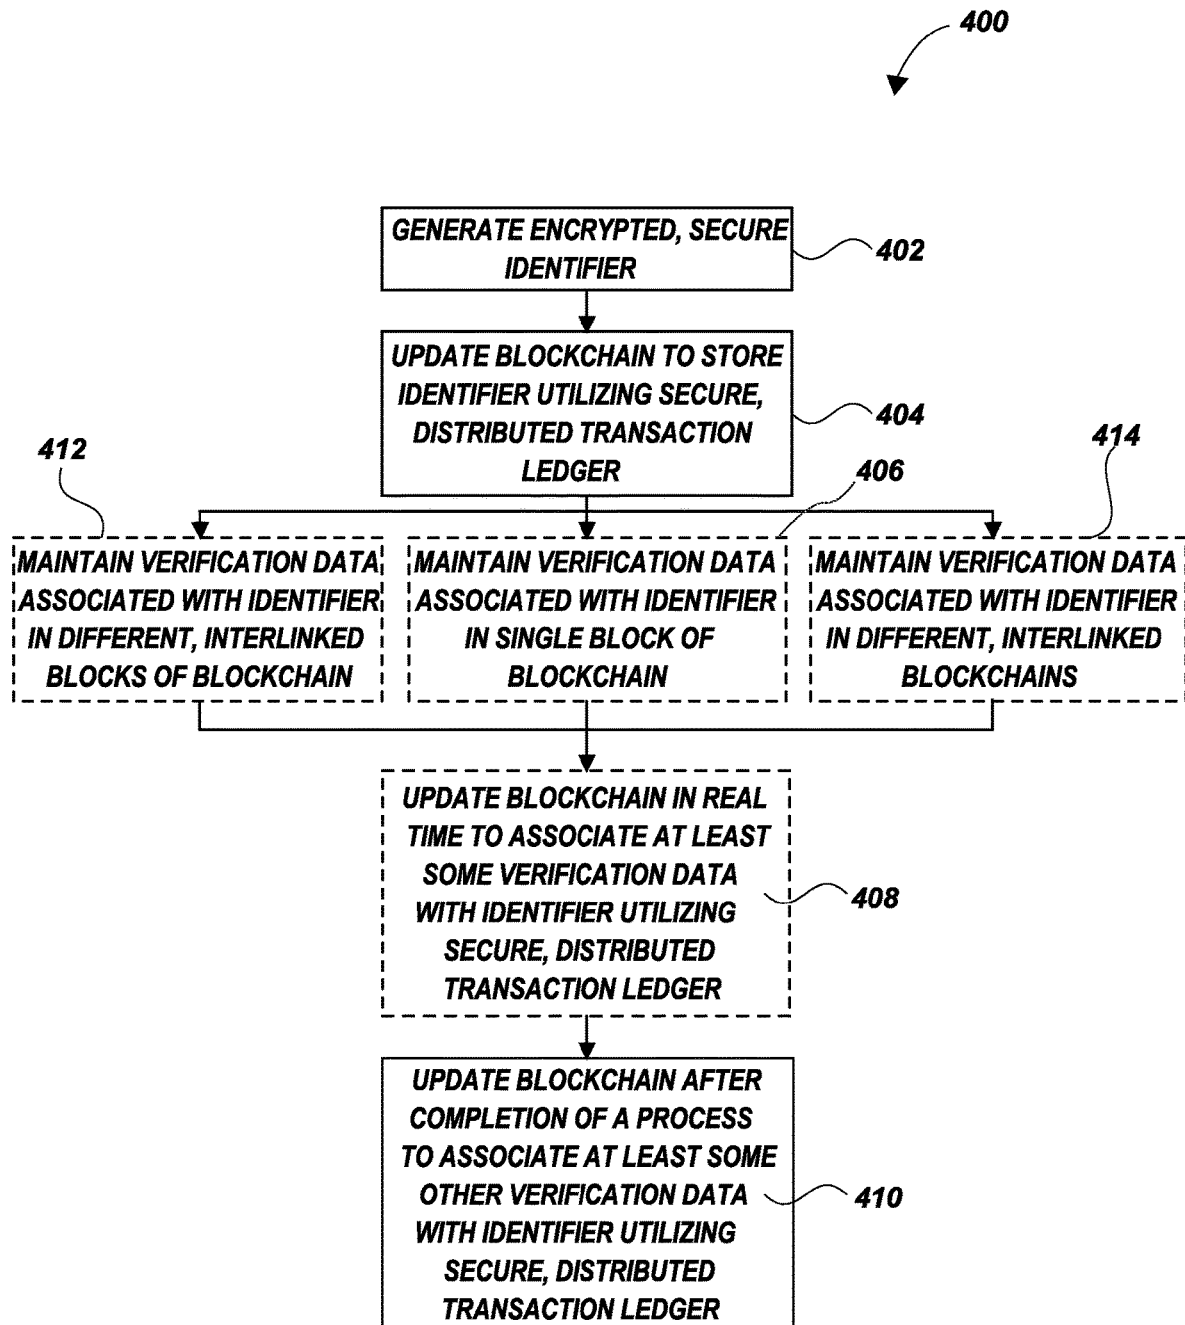 400
GENERATE ENCRYPTED, SECURE
IDENTIFIER
402
UPDATE BLOCKCHAIN TO STORE
IDENTIFIER UTILIZING SECURE,
DISTRIBUTED TRANSACTION
LEDGER
404
412
MAINTAIN VERIFICATION DATA
ASSOCIATED WITH IDENTIFIER
IN DIFFERENT, INTERLINKED
BLOCKS OF BLOCKCHAIN
406
MAINTAIN VERIFICATION DATA
ASSOCIATED WITH IDENTIFIER
IN SINGLE BLOCK OF
BLOCKCHAIN
414
MAINTAIN VERIFICATION DATA
ASSOCIATED WITH IDENTIFIER
IN DIFFERENT, INTERLINKED
BLOCKCHAINS
UPDATE BLOCKCHAIN IN REAL
TIME TO ASSOCIATE AT LEAST
SOME VERIFICATION DATA
WITH IDENTIFIER UTILIZING
SECURE, DISTRIBUTED
TRANSACTION LEDGER
408
UPDATE BLOCKCHAIN AFTER
COMPLETION OF A PROCESS
TO ASSOCIATE AT LEAST SOME
OTHER VERIFICATION DATA
WITH IDENTIFIER UTILIZING
SECURE, DISTRIBUTED
TRANSACTION LEDGER
410